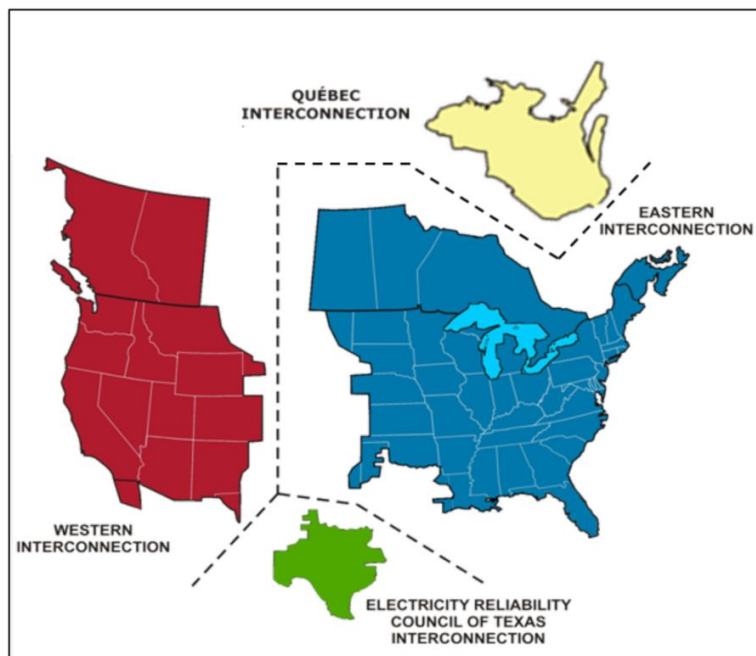 QUÉBEC
INTERCONNECTION
EASTERN
INTERCONNECTION
WESTERN
INTERCONNECTION
ELECTRICITY RELIABILITY
COUNCIL OF TEXAS
INTERCONNECTION